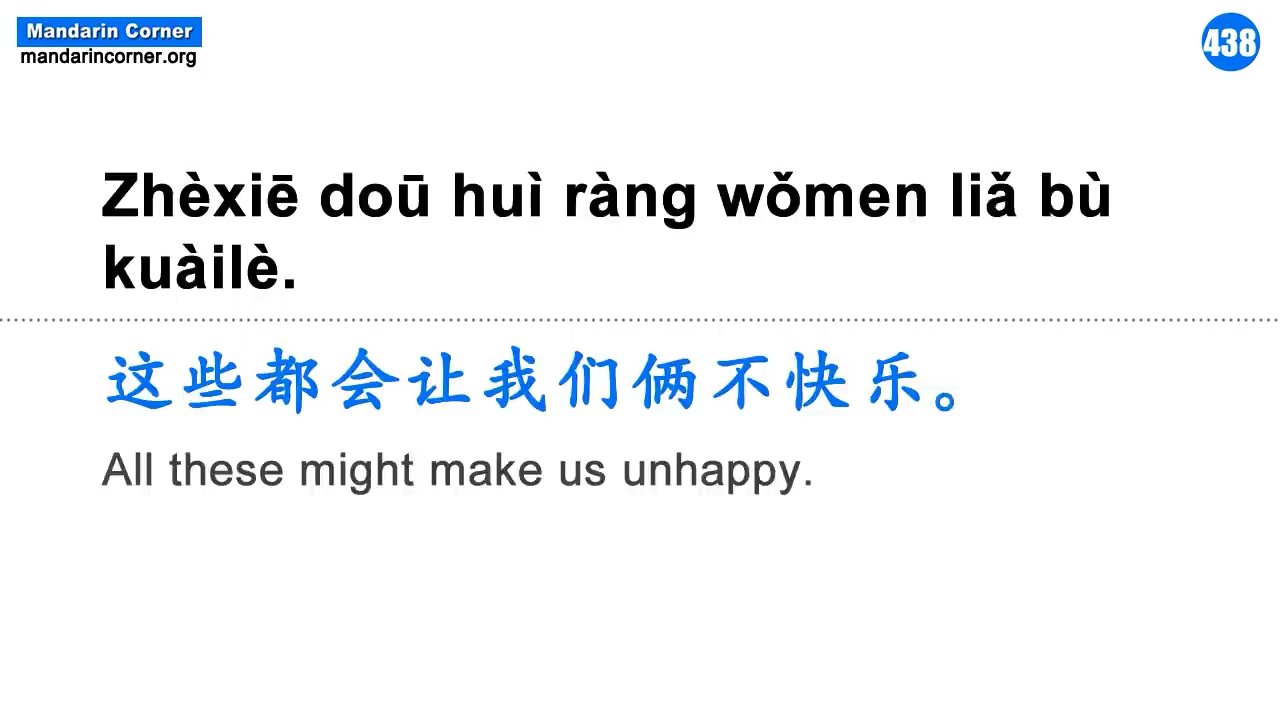 Mandarin Corner
mandarincorner.org
438
Zhèxiē doū huì ràng wǒmen liǎ bù
kuàilè.
这些都会让我们俩不快乐。
All these might make us unhappy.